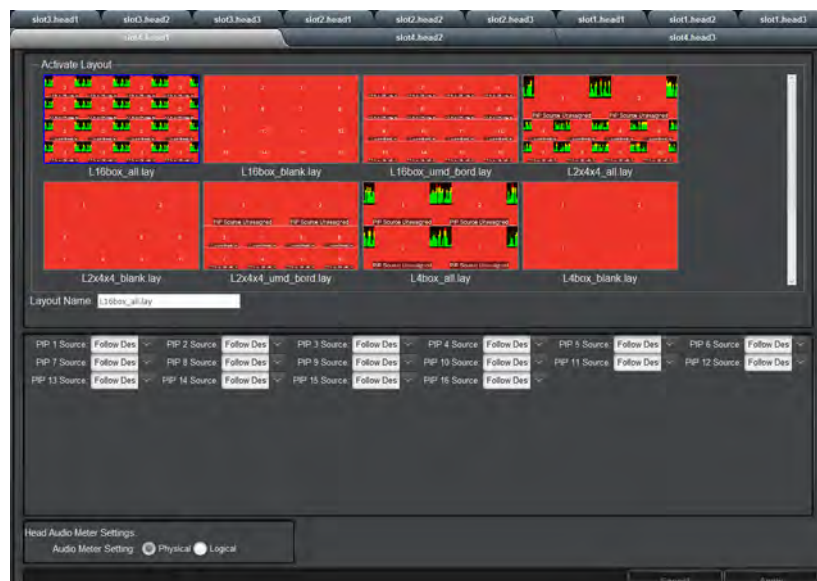 slot3.head1 slot3.head2 slot3.head3 slot2.head1 slot2.head2 slot2.head3 slot1.head1 slot1.head2 slot1.head3
slot4.head1 slot4.head2 slot4.head3
Activate Layout
L16box_all.lay L16box_blank.lay L16box_umd_bord.lay L2x4x4_all.lay
L2x4x4_blank.lay L2x4x4_umd_bord.lay L4box_all.lay L4box_blank.lay
Layout Name: L16box_all.lay
PIP 1 Source: Follow Des PIP 2 Source: Follow Des PIP 3 Source: Follow Des PIP 4 Source: Follow Des PIP 5 Source: Follow Des PIP 6 Source: Follow Des
PIP 7 Source: Follow Des PIP 8 Source: Follow Des PIP 9 Source: Follow Des PIP 10 Source: Follow Des PIP 11 Source: Follow Des PIP 12 Source: Follow Des
PIP 13 Source: Follow Des PIP 14 Source: Follow Des PIP 15 Source: Follow Des PIP 16 Source: Follow Des
Head Audio Meter Settings:
Audio Meter Setting: Physical Logical